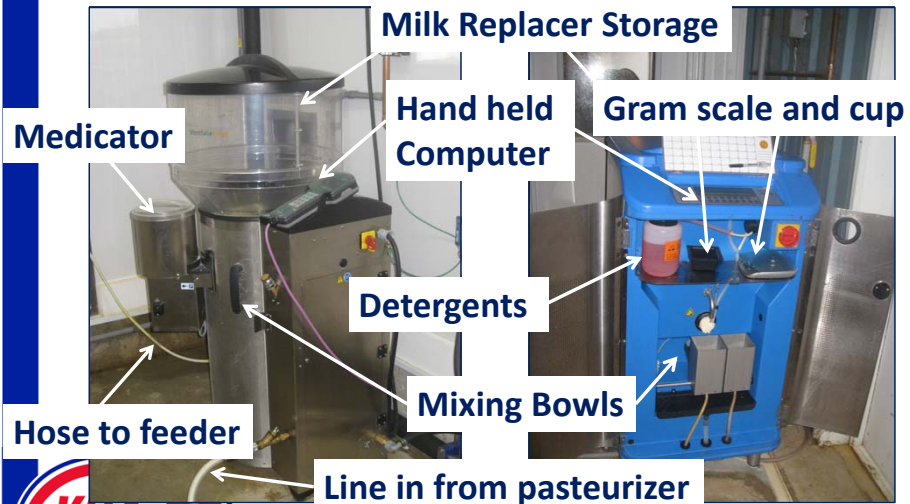 Milk Replacer Storage
Medicator
Hand held
Computer
Gram scale and cup
Detergents
Mixing Bowls
Hose to feeder
Line in from pasteurizer